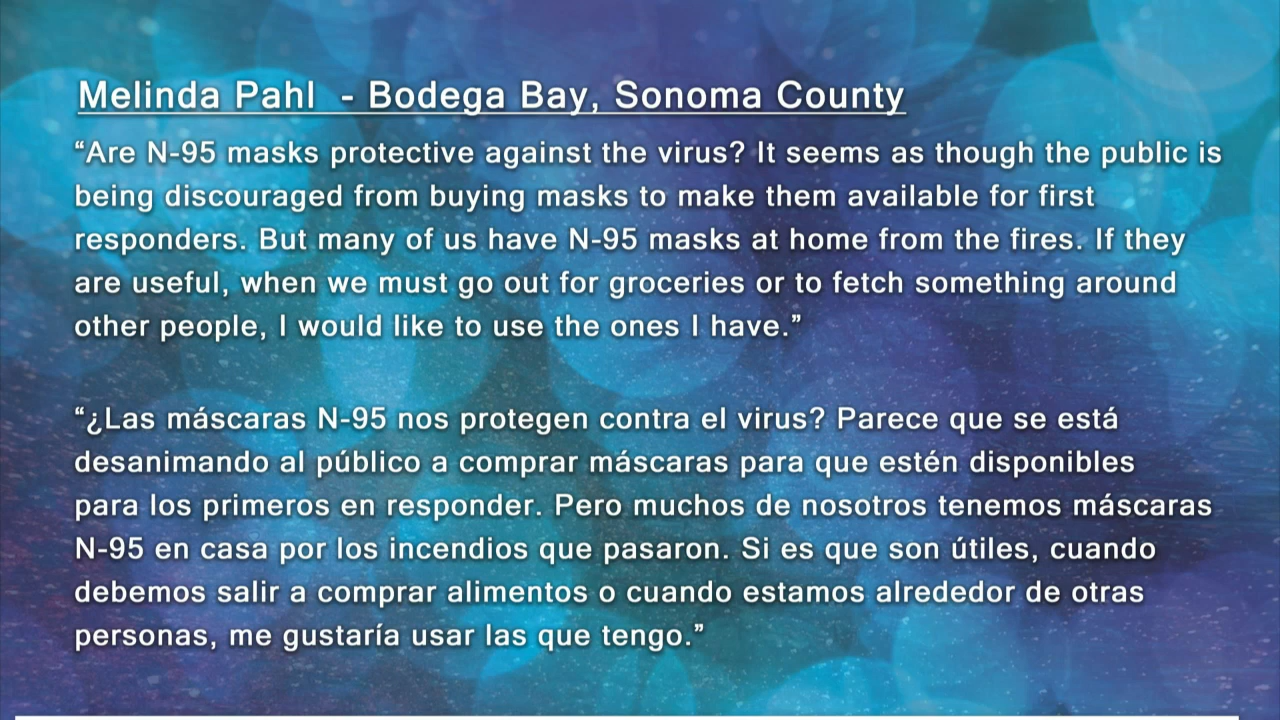 Melinda Pahl - Bodega Bay, Sonoma County
“Are N-95 masks protective against the virus? It seems as though the public is
being discouraged from buying masks to make them available for first
responders. But many of us have N-95 masks at home from the fires. If they
are useful, when we must go out for groceries or to fetch something around
other people, I would like to use the ones I have.”
“¿Las máscaras N-95 nos protegen contra el virus? Parece que se está
desanimando al público a comprar máscaras para que estén disponibles
para los primeros en responder. Pero muchos de nosotros tenemos máscaras
N-95 en casa por los incendios que pasaron. Si es que son útiles, cuando
debemos salir a comprar alimentos o cuando estamos alrededor de otras
personas, me gustaría usar las que tengo.”